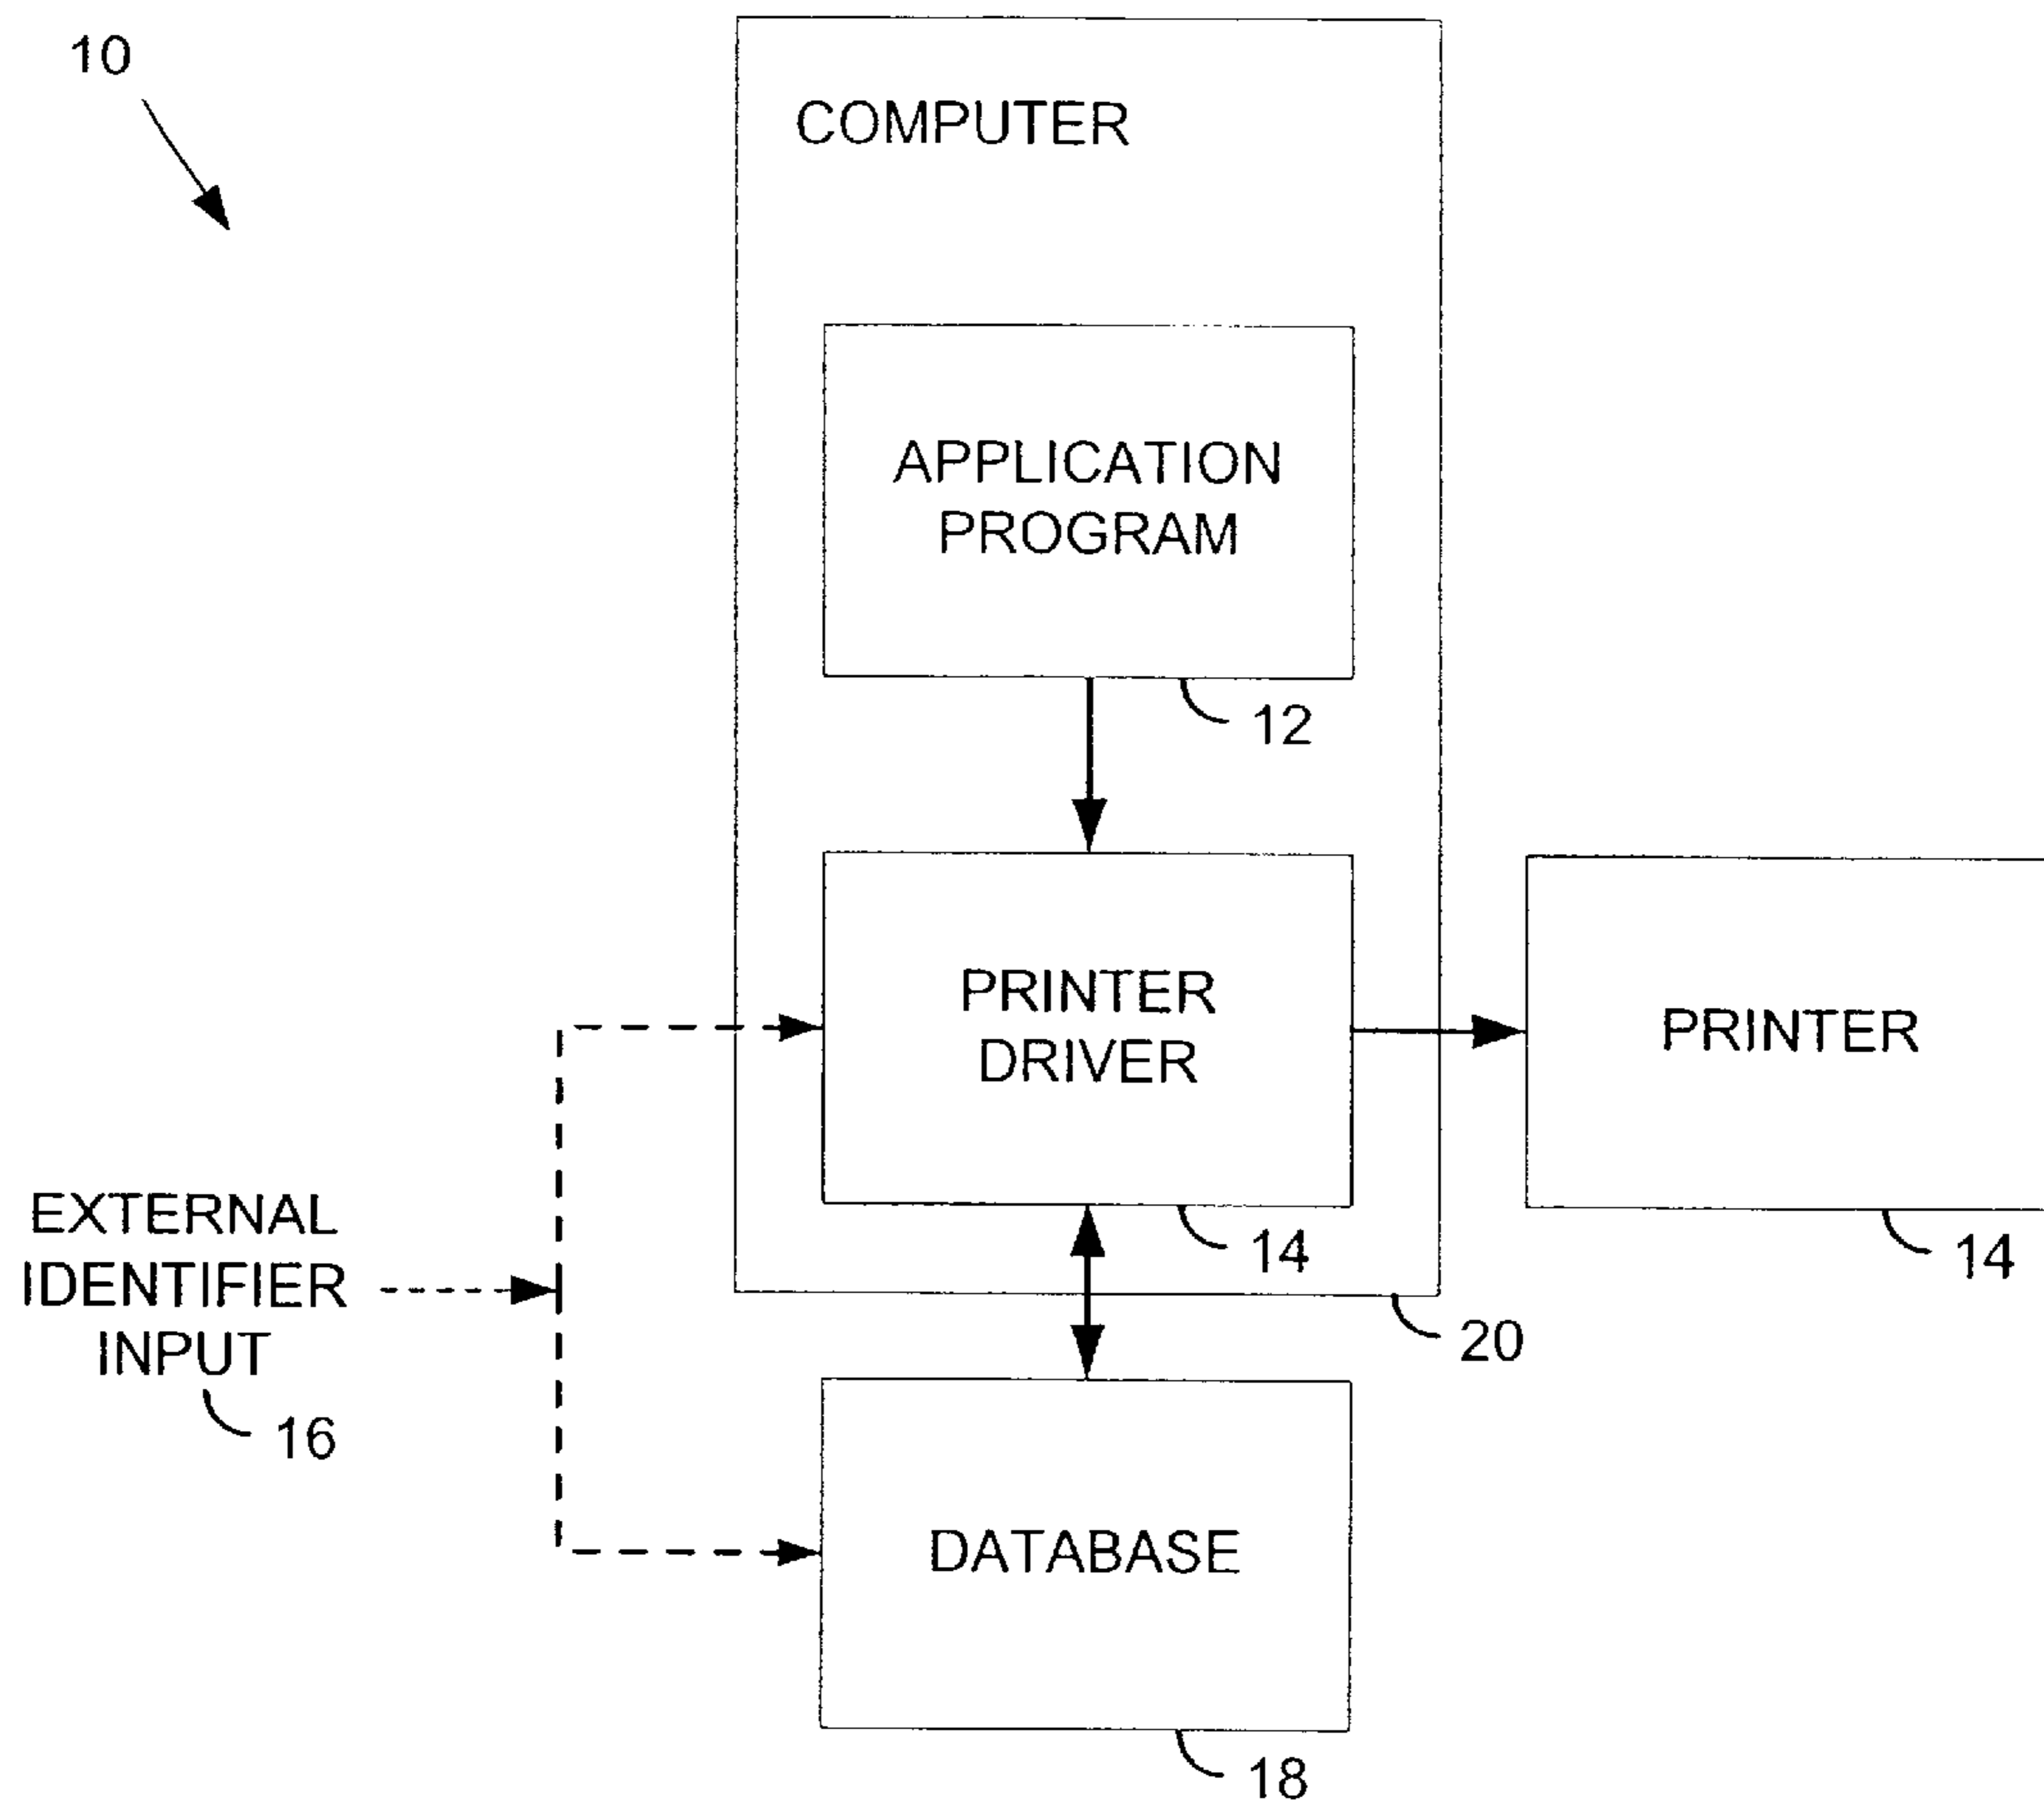 10
COMPUTER
APPLICATION
PROGRAM
12
PRINTER
DRIVER
14
PRINTER
14
EXTERNAL
IDENTIFIER
INPUT
16
20
DATABASE
18